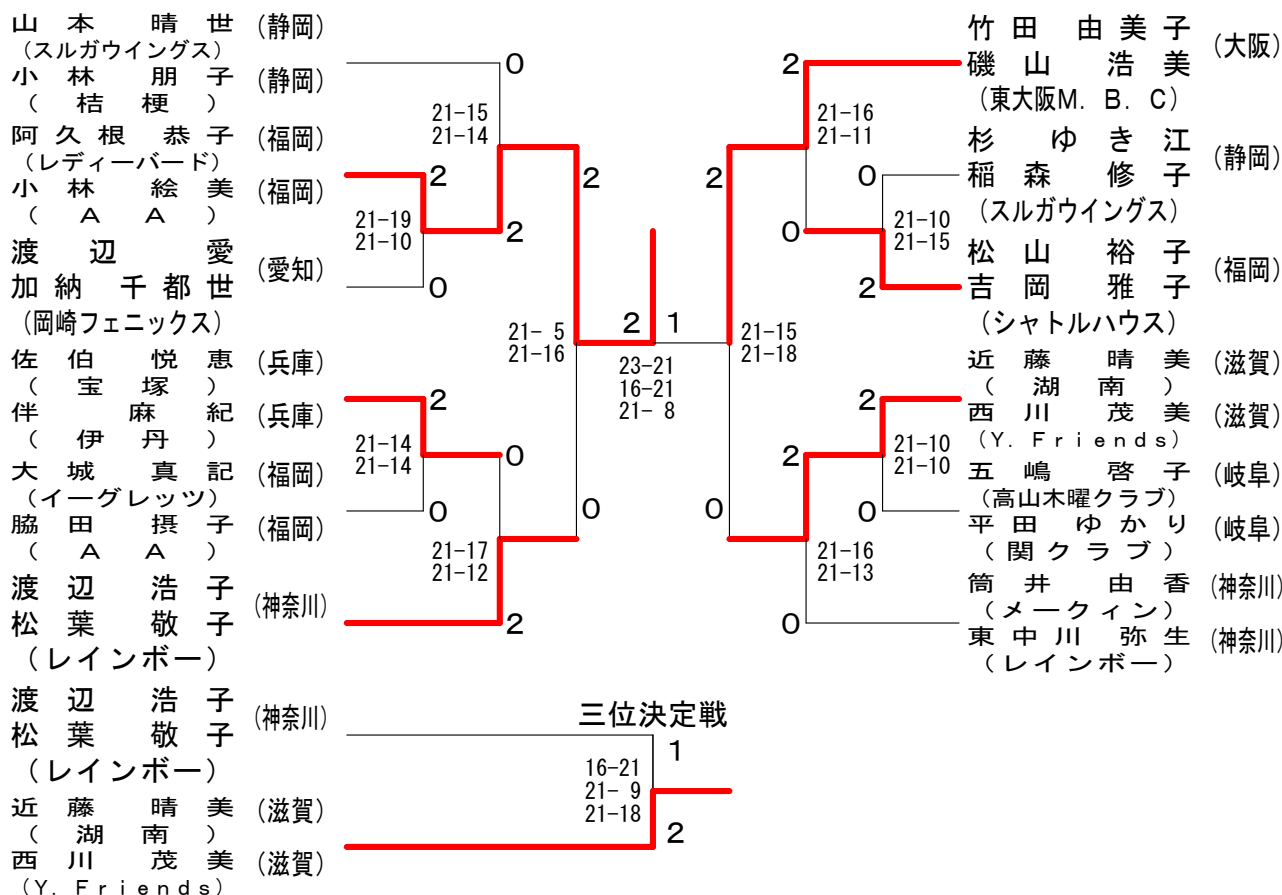 山本晴世 (静岡)
(スルガウイングス)
小林朋子 (静岡)
(桔梗)
阿久根恭子 (福岡)
(レディーバード)
小林絵美 (福岡)
(AA)
渡辺愛
加納千都世 (愛知)
(岡崎フェニックス)
佐伯悦恵 (兵庫)
(宝塚)
伴麻紀 (兵庫)
(伊丹)
大城真記 (福岡)
(イーグレッツ)
脇田摂子 (福岡)
(AA)
渡辺浩子
松葉敬子 (神奈川)
(レインボー)
0
21-15
21-14
2
21-19
21-10
2
0
2
21- 5
21-16
2
21-14
21-14
0
0
21-17
21-12
2
0
2 1
23-21
16-21
21- 8
2
21-16
21-11
2
0
0
21-10
21-15
2
21-15
21-18
2
21-10
21-10
2
0
0
21-16
21-13
0
竹田由美子
磯山浩美 (大阪)
(東大阪M.B.C)
杉ゆき江
稲森修子 (静岡)
(スルガウイングス)
松山裕子
吉岡雅子 (福岡)
(シャトルハウス)
近藤晴美 (滋賀)
(湖南)
西川茂美 (滋賀)
(Y. Friends)
五嶋啓子 (岐阜)
(高山木曜クラブ)
平田ゆかり (岐阜)
(関クラブ)
筒井由香 (神奈川)
(メークィン)
東中川弥生 (神奈川)
(レインボー)
三位決定戦
渡辺浩子
松葉敬子 (神奈川)
(レインボー)
近藤晴美 (滋賀)
(湖南)
西川茂美 (滋賀)
(Y. Friends)
1
16-21
21- 9
21-18
2